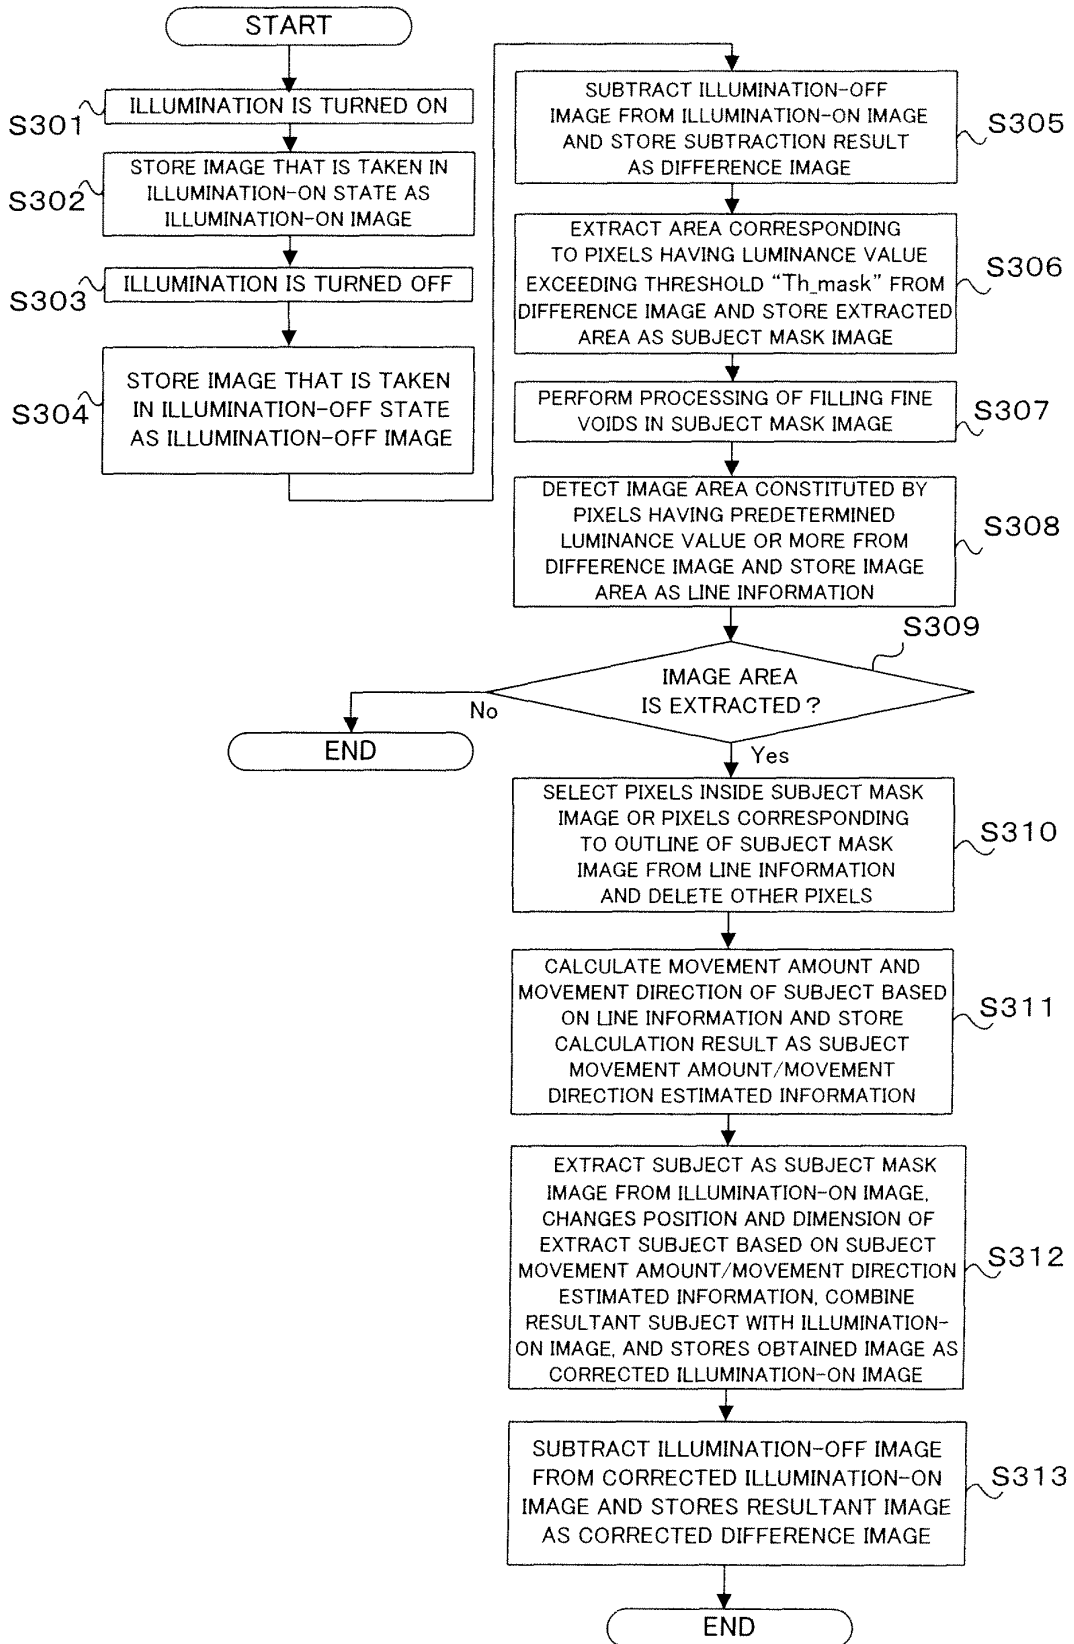 START
S301
ILLUMINATION IS TURNED ON
S302
STORE IMAGE THAT IS TAKEN IN
ILLUMINATION-ON STATE AS
ILLUMINATION-ON IMAGE
S303
ILLUMINATION IS TURNED OFF
S304
STORE IMAGE THAT IS TAKEN
IN ILLUMINATION-OFF STATE
AS ILLUMINATION-OFF IMAGE
SUBTRACT ILLUMINATION-OFF
IMAGE FROM ILLUMINATION-ON IMAGE
AND STORE SUBTRACTION RESULT
AS DIFFERENCE IMAGE
S305
EXTRACT AREA CORRESPONDING
TO PIXELS HAVING LUMINANCE VALUE
EXCEEDING THRESHOLD “Th_mask” FROM
DIFFERENCE IMAGE AND STORE EXTRACTED
AREA AS SUBJECT MASK IMAGE
S306
PERFORM PROCESSING OF FILLING FINE
VOIDS IN SUBJECT MASK IMAGE
S307
DETECT IMAGE AREA CONSTITUTED BY
PIXELS HAVING PREDETERMINED
LUMINANCE VALUE OR MORE FROM
DIFFERENCE IMAGE AND STORE IMAGE
AREA AS LINE INFORMATION
S308
S309
IMAGE AREA
IS EXTRACTED?
No
END
Yes
SELECT PIXELS INSIDE SUBJECT MASK
IMAGE OR PIXELS CORRESPONDING
TO OUTLINE OF SUBJECT MASK
IMAGE FROM LINE INFORMATION
AND DELETE OTHER PIXELS
S310
CALCULATE MOVEMENT AMOUNT AND
MOVEMENT DIRECTION OF SUBJECT BASED
ON LINE INFORMATION AND STORE
CALCULATION RESULT AS SUBJECT
MOVEMENT AMOUNT/MOVEMENT
DIRECTION ESTIMATED INFORMATION
S311
EXTRACT SUBJECT AS SUBJECT MASK
IMAGE FROM ILLUMINATION-ON IMAGE,
CHANGES POSITION AND DIMENSION OF
EXTRACT SUBJECT BASED ON SUBJECT
MOVEMENT AMOUNT/MOVEMENT DIRECTION
ESTIMATED INFORMATION, COMBINE
RESULTANT SUBJECT WITH ILLUMINATION-
ON IMAGE, AND STORES OBTAINED IMAGE AS
CORRECTED ILLUMINATION-ON IMAGE
S312
SUBTRACT ILLUMINATION-OFF IMAGE
FROM CORRECTED ILLUMINATION-ON
IMAGE AND STORES RESULTANT IMAGE
AS CORRECTED DIFFERENCE IMAGE
S313
END